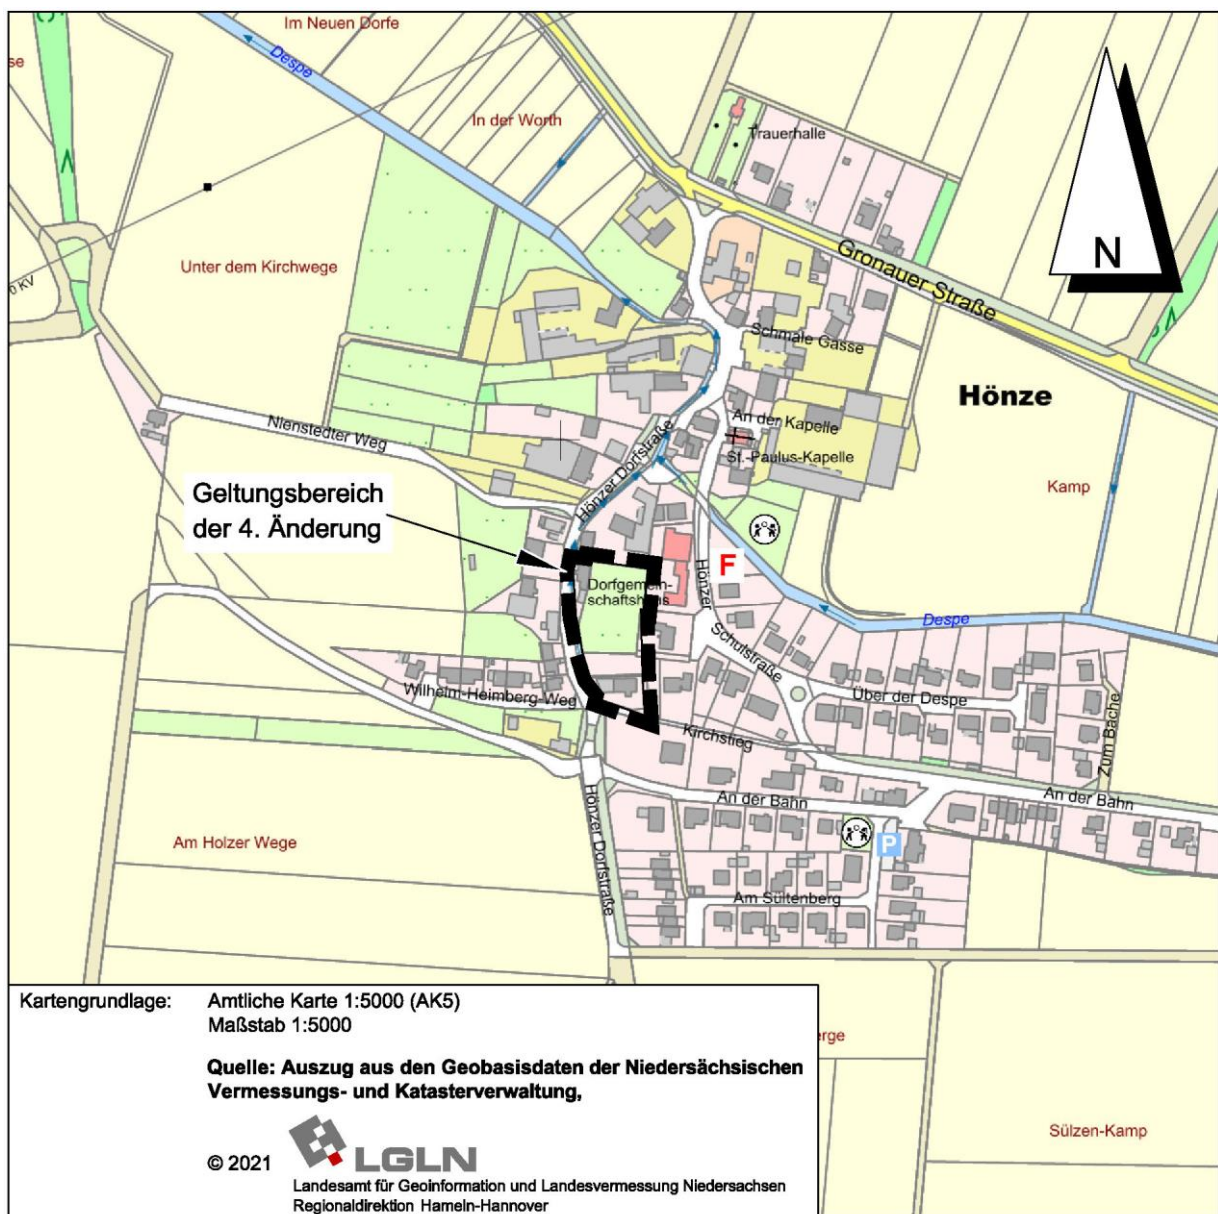 Im Neuen Dorfe
Despe
In der Worth
Trauerhalle
Unter dem Kirchwege
Gronauer Straße
N
Schmale Gasse
Hönze
Nienstedter Weg
An der Kapelle
St.-Paulus-Kapelle
Hönzer Dorfstraße
Kamp
Geltungsbereich
der 4. Änderung
F
Dorfgemein-
schaftshaus
Hönzer
Schulstraße
Despe
Wilhelm-Heimberg-Weg
Über der Despe
Zum Bache
Kirchstieg
An der Bahn
An der Bahn
Hönzer Dorfstraße
Am Holzer Wege
P
Am Sültenberg
Kartengrundlage: Amtliche Karte 1:5000 (AK5)
Maßstab 1:5000
Quelle: Auszug aus den Geobasisdaten der Niedersächsischen
Vermessungs- und Katasterverwaltung,
© 2021 LGLN
Landesamt für Geoinformation und Landesvermessung Niedersachsen
Regionaldirektion Hameln-Hannover
erge
Sülzen-Kamp